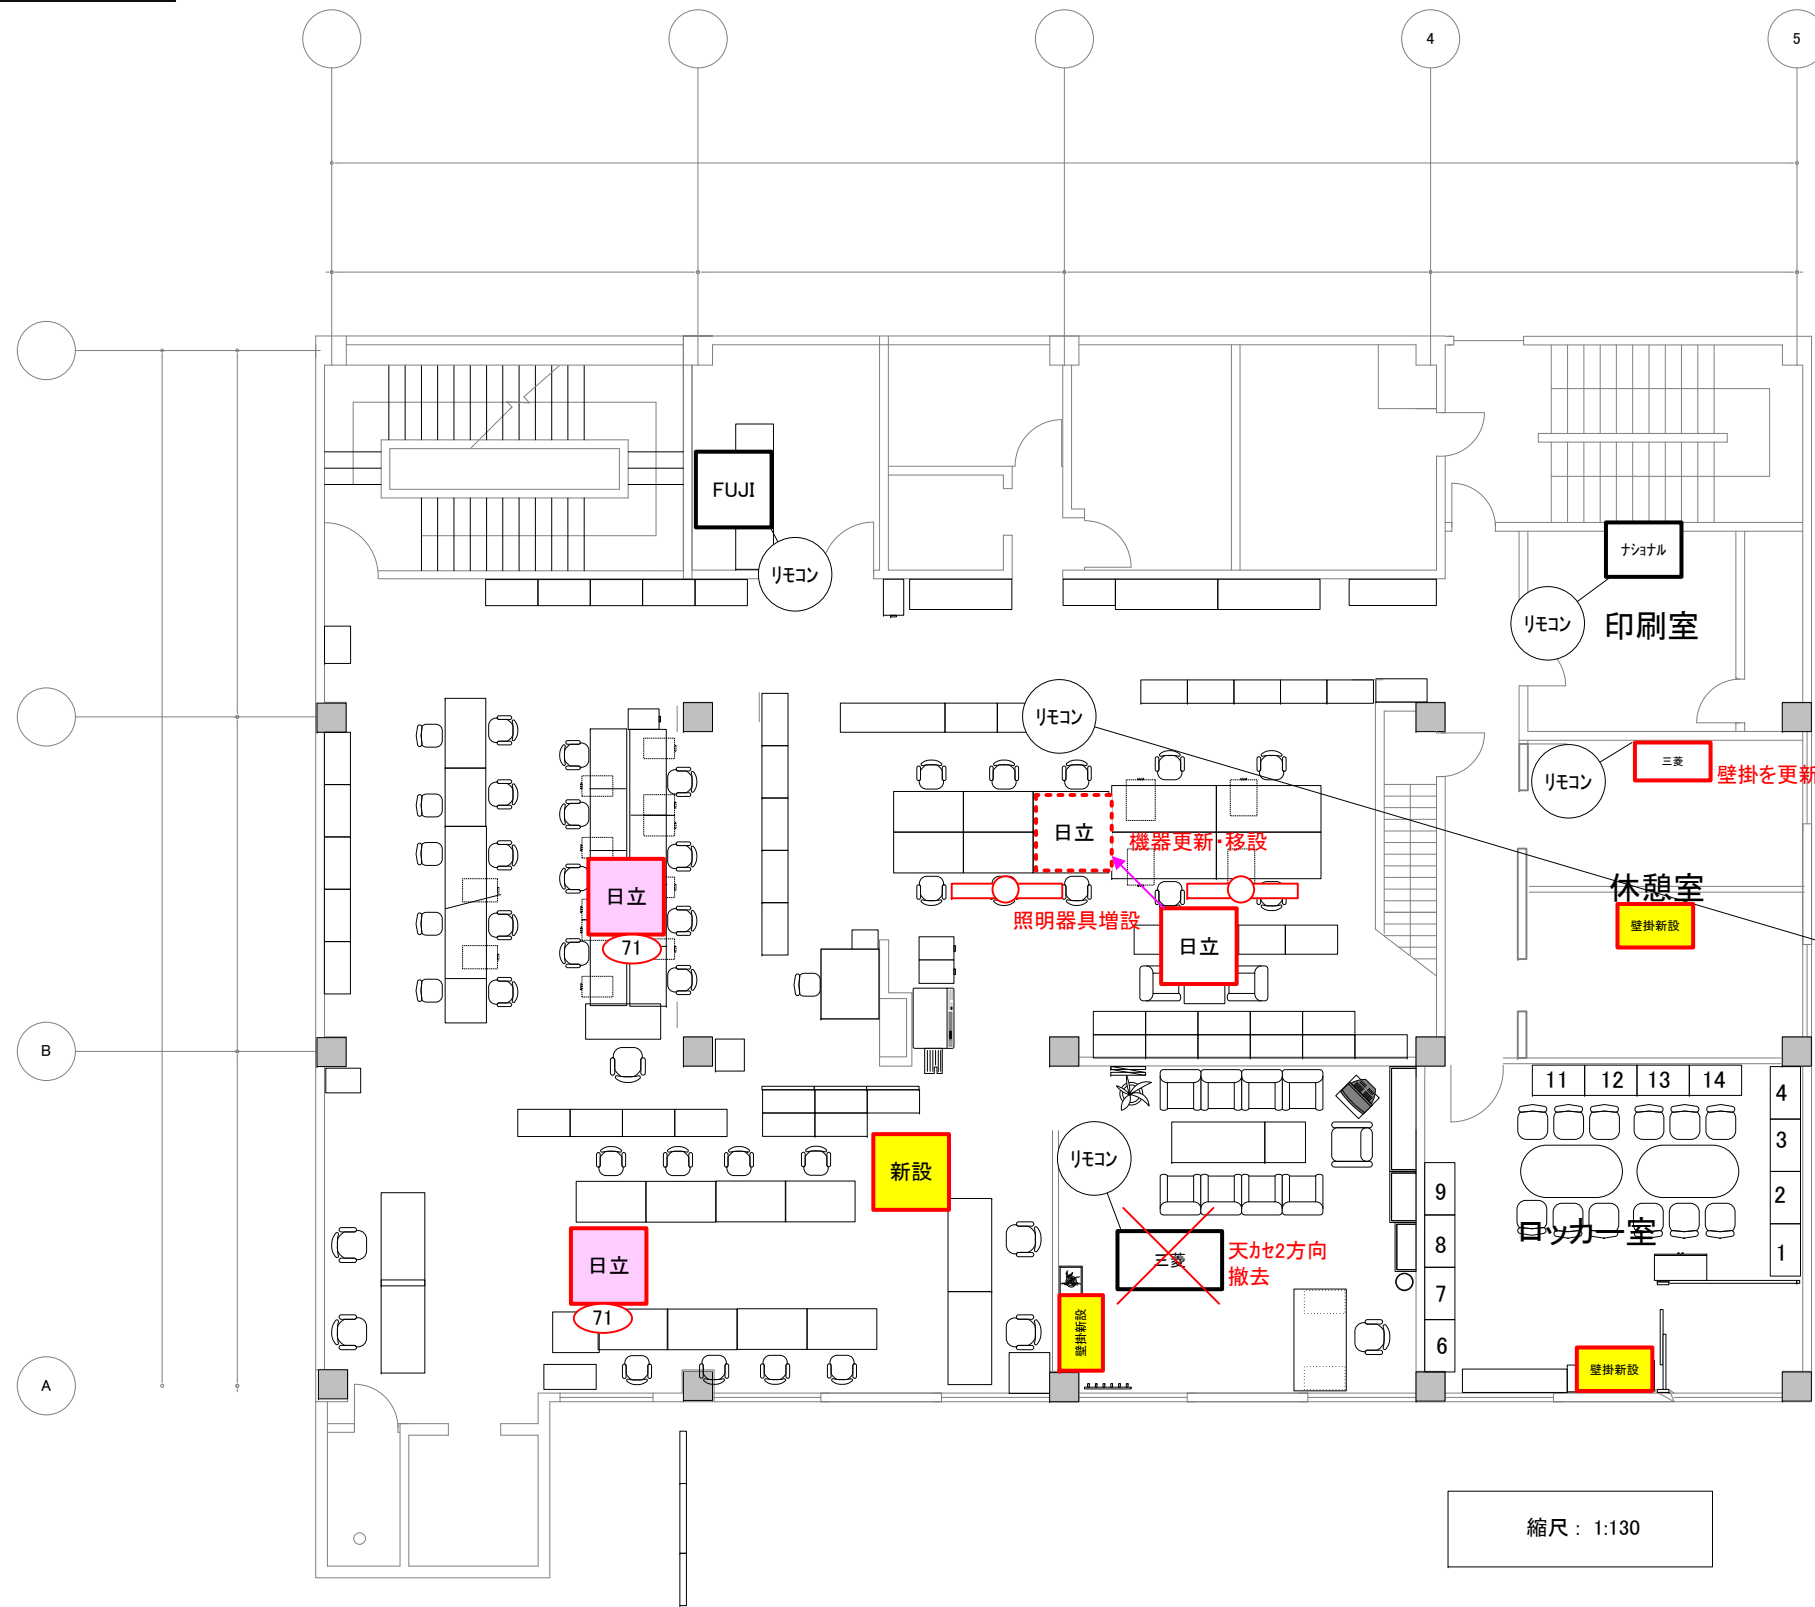 4
5
FUJI
リモコン
ナショナル
リモコン
印刷室
リモコン
三菱
壁掛を更新
リモコン
日立
機器更新・移設
日立
71
照明器具増設
日立
休憩室
壁掛新設
B
11
12
13
14
4
3
2
1
リモコン
新設
9
8
7
6
ロッカー室
日立
71
三菱
天カセ2方向
撤去
壁掛新設
壁掛新設
A
縮尺： 1:130